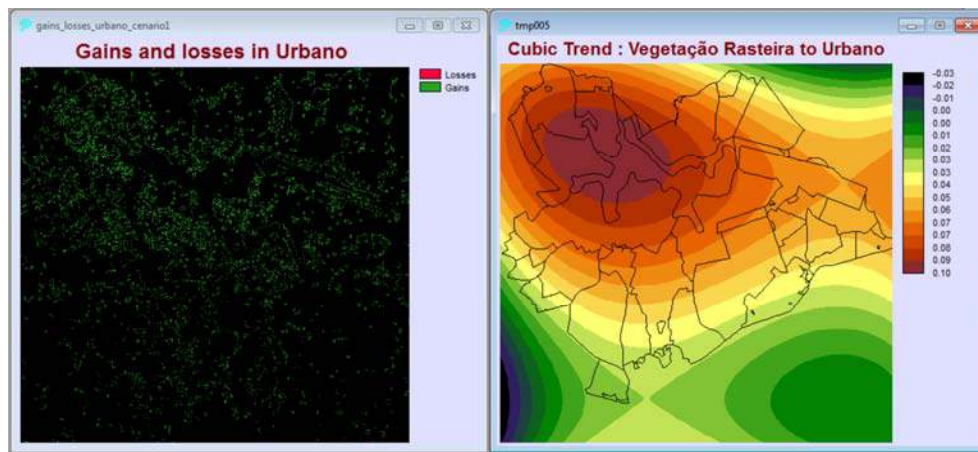 gains_losses_urbano_cenario1
Gains and losses in Urbano
Losses
Gains
tmp005
Cubic Trend : Vegetação Rasteira to Urbano
-0.03
-0.02
-0.01
0.00
0.00
0.01
0.02
0.03
0.03
0.04
0.05
0.06
0.07
0.08
0.09
0.09
0.10